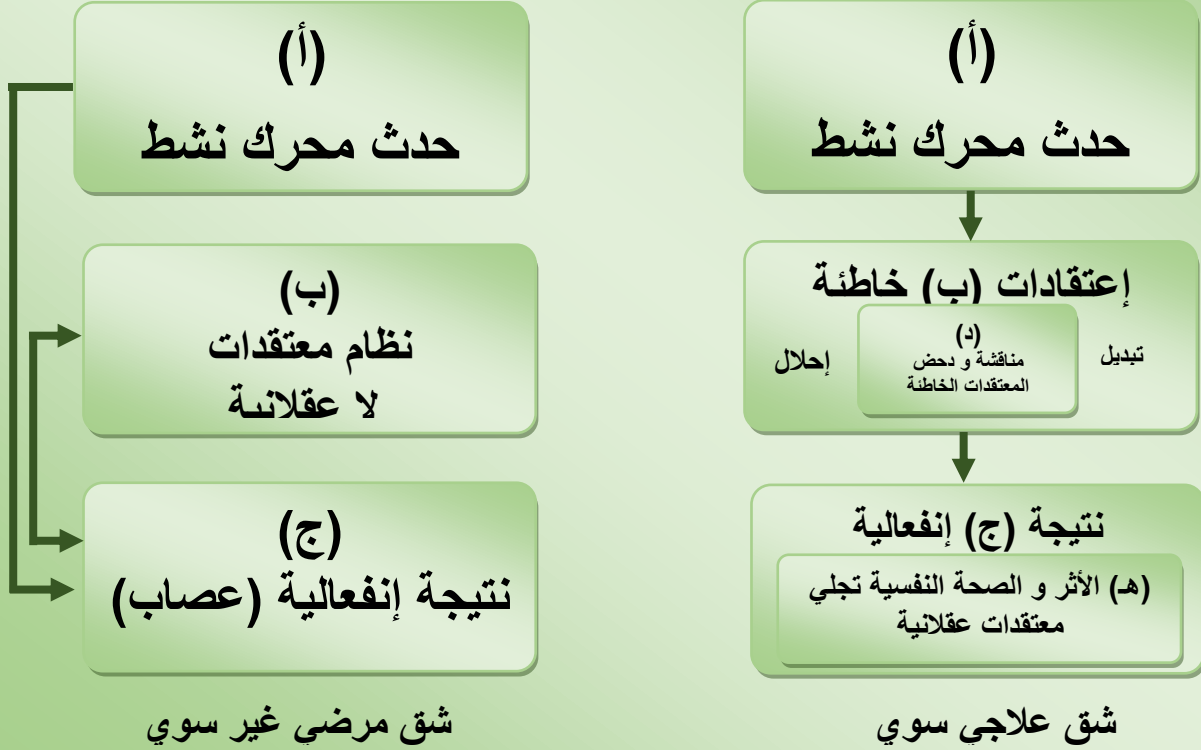 (أ)
حدث محرك نشط
إعتقادات (ب) خاطئة
تبديل
(د)
مناقشة و دحض
المعتقدات الخاطئة
إحلال
نتيجة (ج) إنفعالية
(هـ) الأثر و الصحة النفسية تجلي
معتقدات عقلانية
شق علاجي سوي
(أ)
حدث محرك نشط
(ب)
نظام معتقدات
لا عقلانية
(ج)
نتيجة إنفعالية (عصاب)
شق مرضي غير سوي